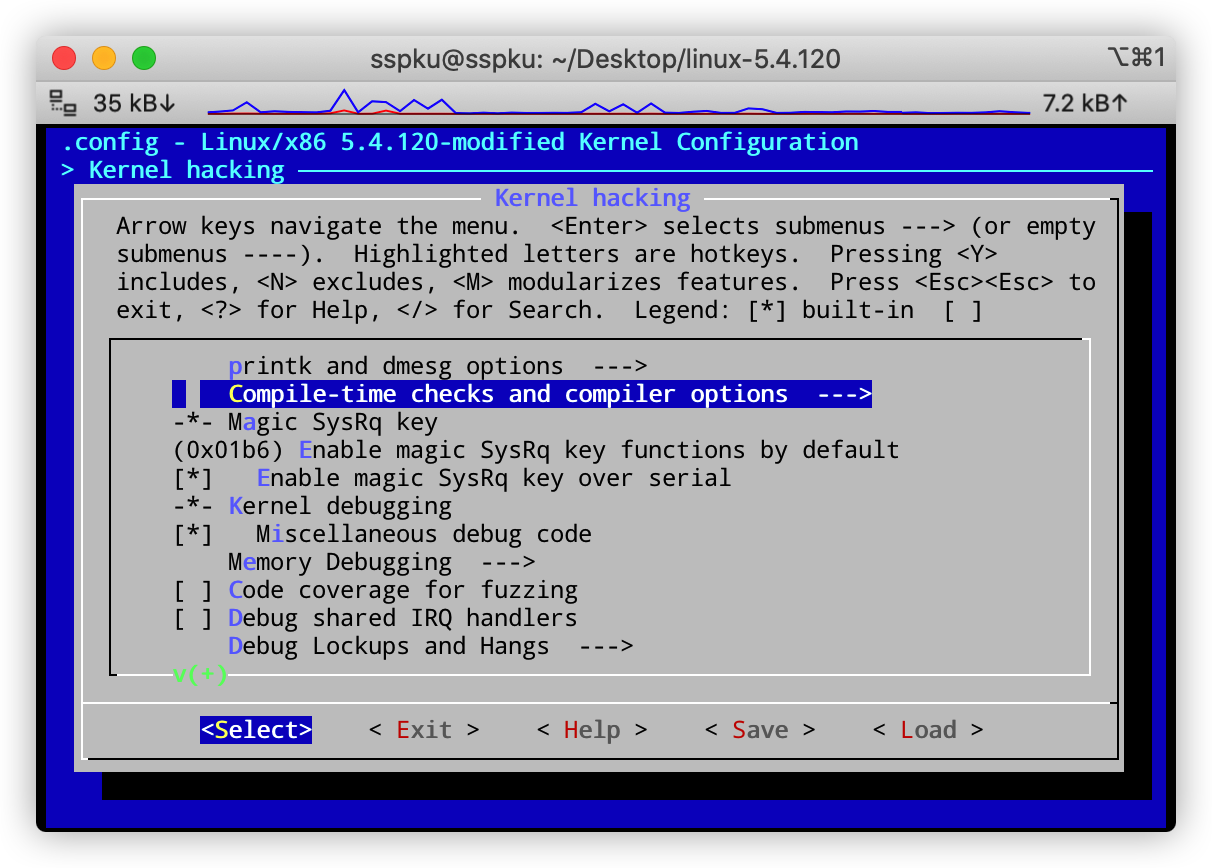 sspku@sspku: ~/Desktop/linux-5.4.120 ⌥⌘1
35 kB↓ 7.2 kB↑
.config - Linux/x86 5.4.120-modified Kernel Configuration
> Kernel hacking
Kernel hacking
Arrow keys navigate the menu.  <Enter> selects submenus ---> (or empty
submenus ----).  Highlighted letters are hotkeys.  Pressing <Y>
includes, <N> excludes, <M> modularizes features.  Press <Esc><Esc> to
exit, <?> for Help, </> for Search.  Legend: [*] built-in  [ ]
printk and dmesg options  --->
Compile-time checks and compiler options  --->
-*- Magic SysRq key
(0x01b6) Enable magic SysRq key functions by default
[*]   Enable magic SysRq key over serial
-*- Kernel debugging
[*]   Miscellaneous debug code
Memory Debugging  --->
[ ] Code coverage for fuzzing
[ ] Debug shared IRQ handlers
Debug Lockups and Hangs  --->
v(+)
<Select>    < Exit >    < Help >    < Save >    < Load >